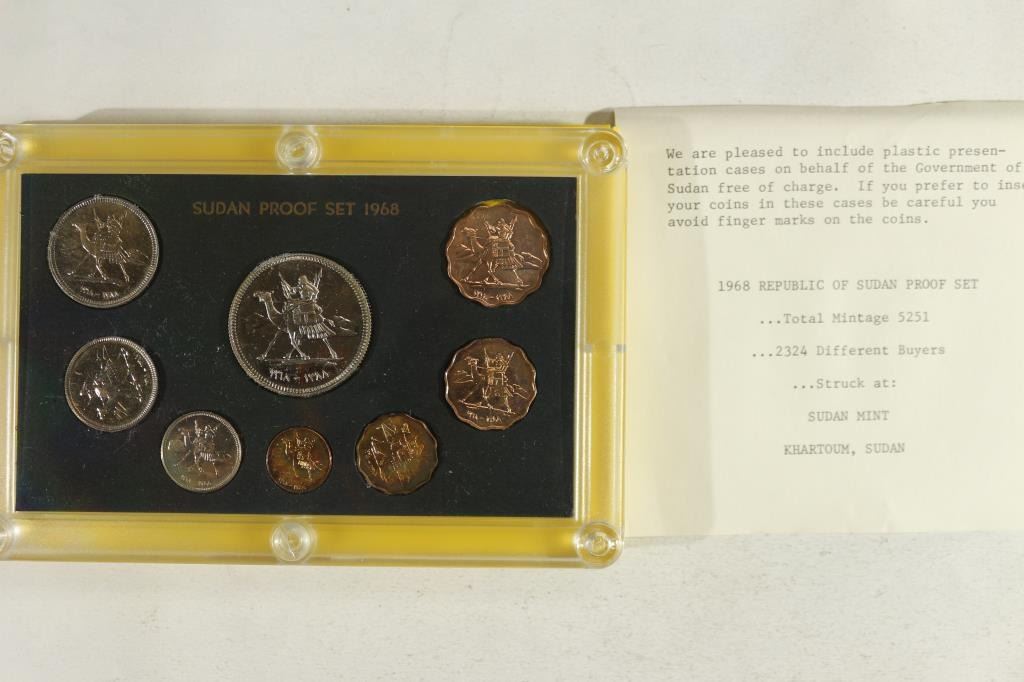 SUDAN PROOF SET 1968
١٩٦٨ - ١٣٨٨
We are pleased to include plastic presen-
tation cases on behalf of the Government of
Sudan free of charge. If you prefer to
your coins in these cases be careful you
avoid finger marks on the coins.
1968 REPUBLIC OF SUDAN PROOF SET
...Total Mintage 5251
...2324 Different Buyers
...Struck at:
SUDAN MINT
KHARTOUM, SUDAN